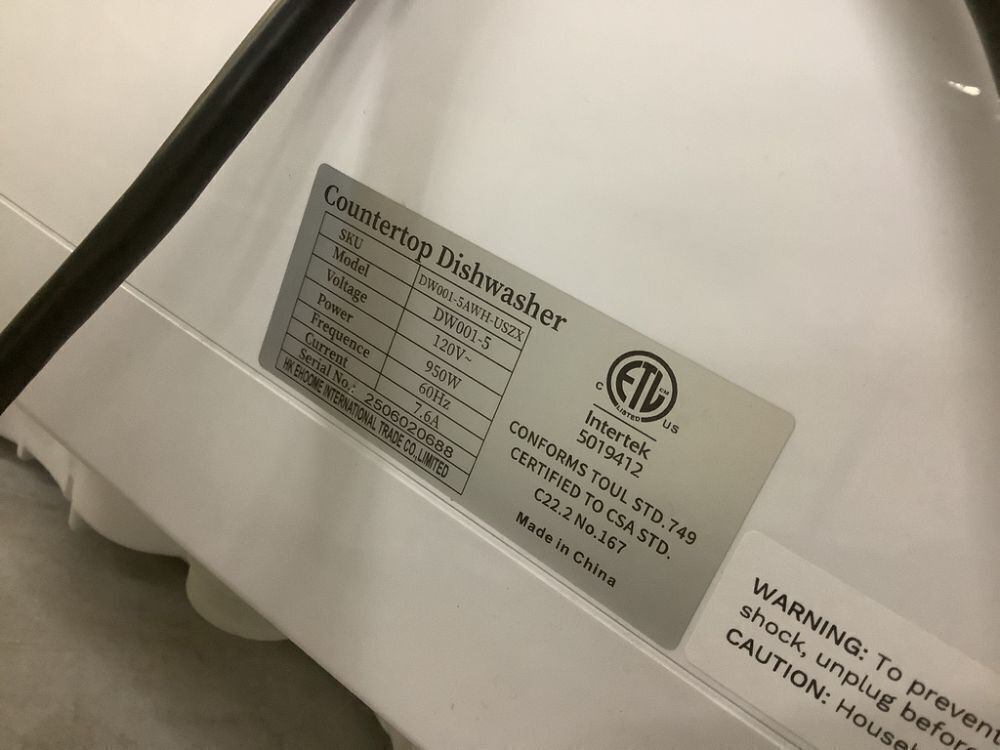 Countertop Dishwasher
SKU DW001-5AWH-USZX
Model DW001-5
Voltage 120V~
Power 950W
Frequence 60Hz
Current 7.6A
Serial No.: 2506020688
HK EHOOME INTERNATIONAL TRADE CO.,LIMITED
ETL CM
C LISTED US
Intertek
5019412
CONFORMS TOUL STD.749
CERTIFIED TO CSA STD.
C22.2 No.167
Made in China
WARNING: To prevent
shock, unplug before
CAUTION: House